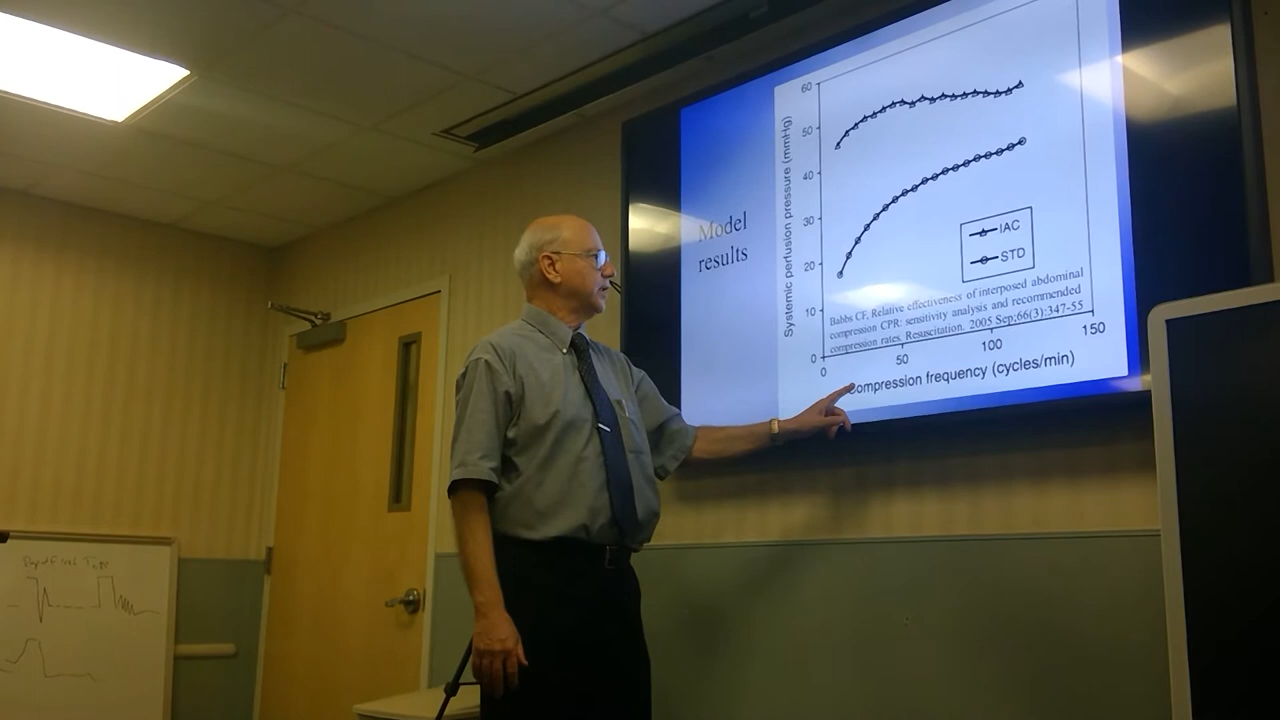 Model
results
Systemic perfusion pressure (mmHg)
60
50
40
30
20
10
0
IAC
STD
Babbs CF, Relative effectiveness of interposed abdominal
compression CPR: sensitivity analysis and recommended
compression rates. Resuscitation. 2005 Sep;66(3):347-55
0
50
100
150
Compression frequency (cycles/min)